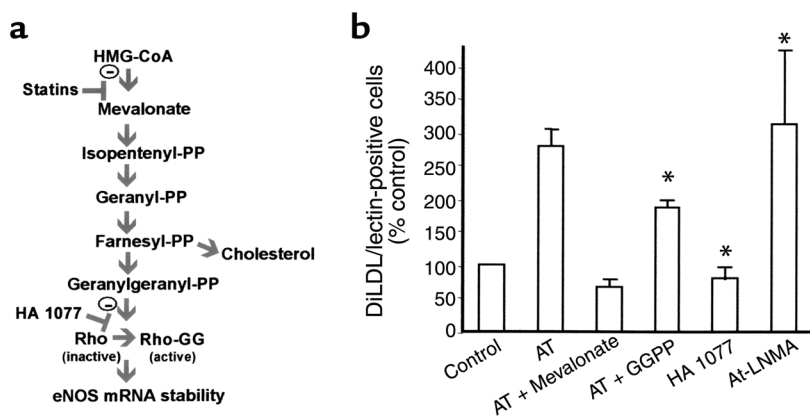 a
HMG-CoA
Statins
Mevalonate
Isopentenyl-PP
Geranyl-PP
Farnesyl-PP
Cholesterol
Geranylgeranyl-PP
HA 1077
Rho Rho-GG
(inactive) (active)
eNOS mRNA stability
b
DiLDL/lectin-positive cells
(% control)
400
350
300
250
200
150
100
50
0
*
*
*
Control
AT
AT + Mevalonate
AT + GGPP
HA 1077
At-LNMA